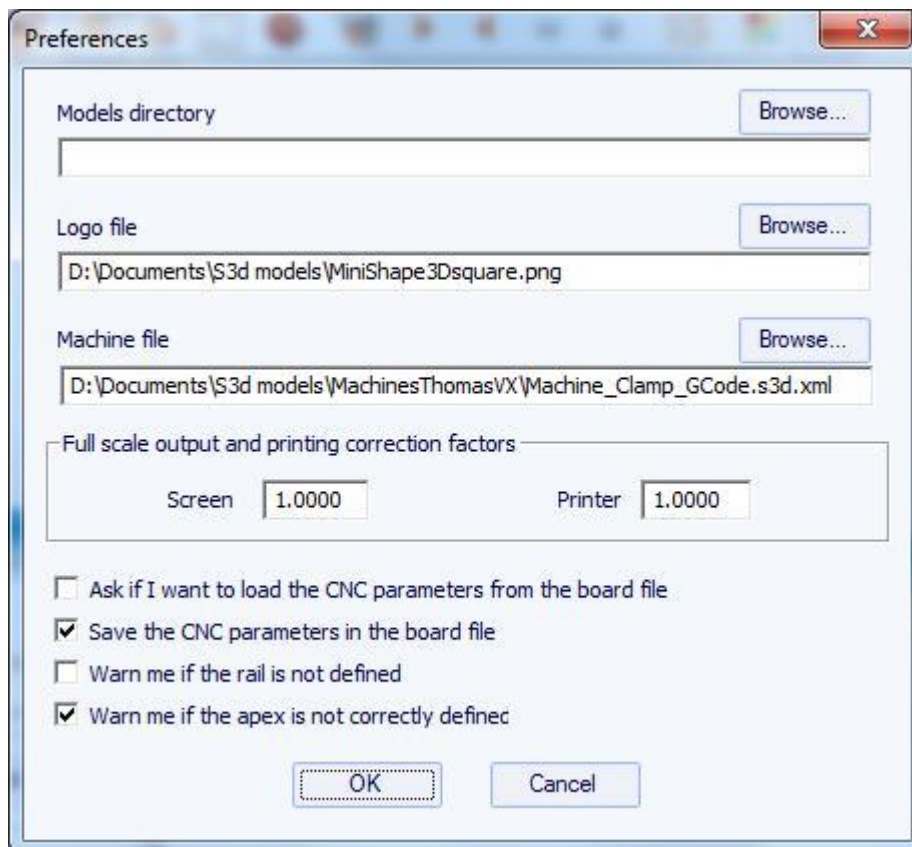 Preferences
Models directory
Browse...
Logo file
Browse...
D:\Documents\S3d models\MiniShape3Dsquare.png
Machine file
Browse...
D:\Documents\S3d models\MachinesThomasVX\Machine_Clamp_GCode.s3d.xml
Full scale output and printing correction factors
Screen 1.0000 Printer 1.0000
Ask if I want to load the CNC parameters from the board file
Save the CNC parameters in the board file
Warn me if the rail is not defined
Warn me if the apex is not correctly defined
OK Cancel